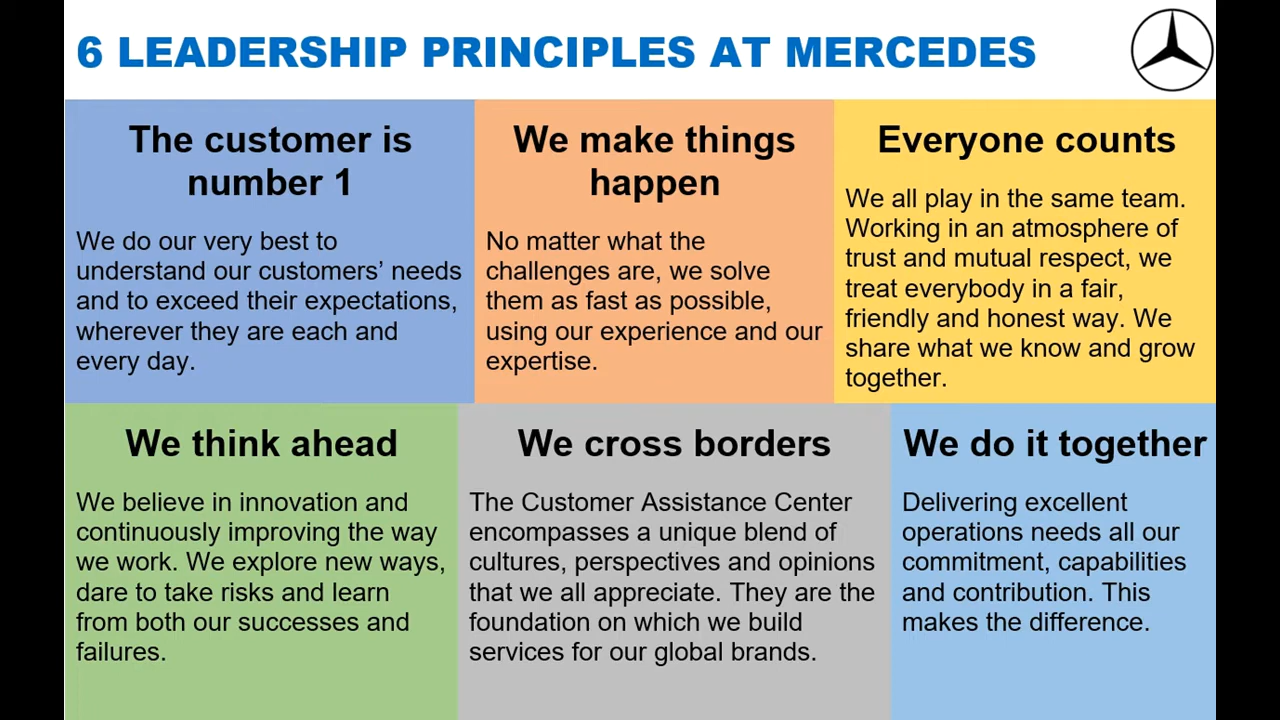 6 LEADERSHIP PRINCIPLES AT MERCEDES
The customer is
number 1
We do our very best to
understand our customers’ needs
and to exceed their expectations,
wherever they are each and
every day.
We make things
happen
No matter what the
challenges are, we solve
them as fast as possible,
using our experience and our
expertise.
Everyone counts
We all play in the same team.
Working in an atmosphere of
trust and mutual respect, we
treat everybody in a fair,
friendly and honest way. We
share what we know and grow
together.
We think ahead
We believe in innovation and
continuously improving the way
we work. We explore new ways,
dare to take risks and learn
from both our successes and
failures.
We cross borders
The Customer Assistance Center
encompasses a unique blend of
cultures, perspectives and opinions
that we all appreciate. They are the
foundation on which we build
services for our global brands.
We do it together
Delivering excellent
operations needs all our
commitment, capabilities
and contribution. This
makes the difference.